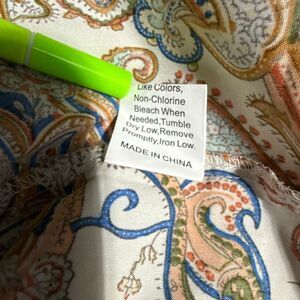 Like Colors,
Non-Chlorine
Bleach When
Needed,Tumble
Dry Low,Remove
Promptly,Iron Low.
MADE IN CHINA